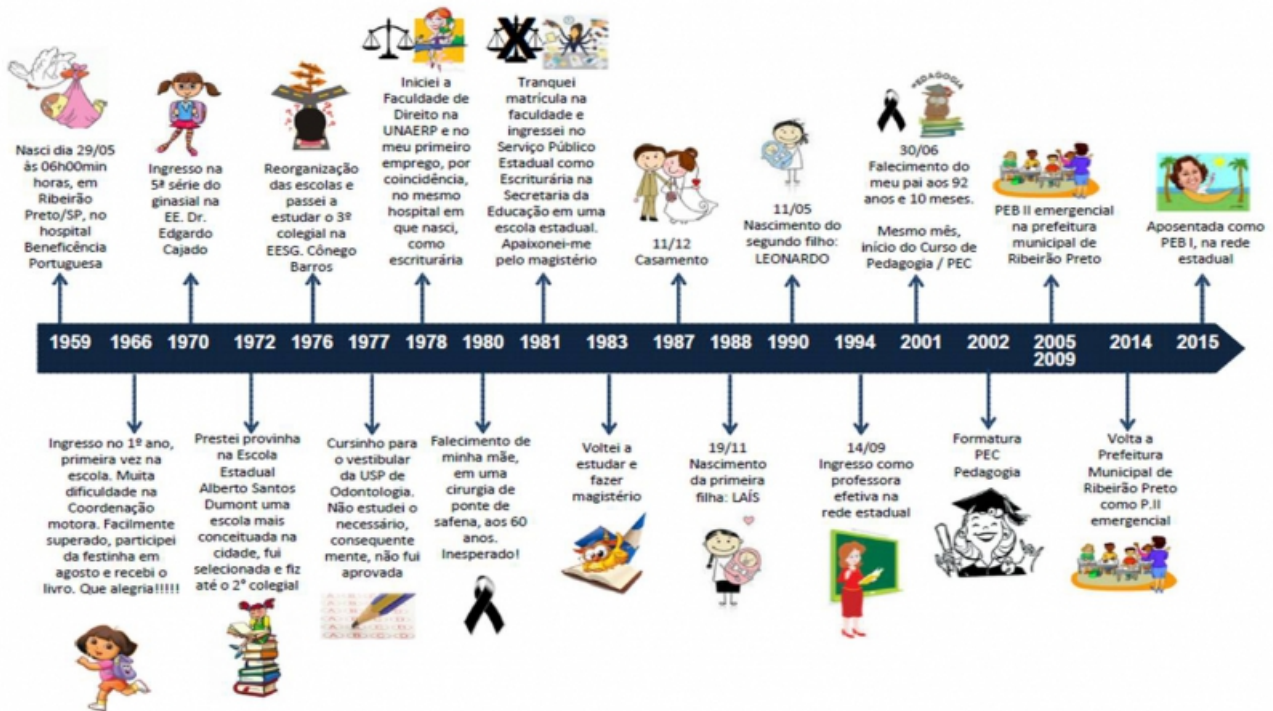 Nasci dia 29/05
às 06h00min
horas, em
Ribeirão
Preto/SP, no
hospital
Beneficência
Portuguesa
Ingresso na
5ª série do
ginasial na
EE. Dr.
Edgardo
Cajado
Reorganização
das escolas e
passei a
estudar o 3º
colegial na
EESG. Cônego
Barros
Iniciei a
Faculdade de
Direito na
UNAERP e no
meu primeiro
emprego, por
coincidência,
no mesmo
hospital em
que nasci,
como
escriturária
Tranquei
matrícula na
faculdade e
ingressei no
Serviço Público
Estadual como
Escriturária na
Secretaria da
Educação em uma
escola estadual.
Apaixonei-me
pelo magistério
11/12
Casamento
11/05
Nascimento do
segundo filho:
LEONARDO
PEDAGOGIA
30/06
Falecimento do
meu pai aos 92
anos e 10 meses.
Mesmo mês,
início do Curso de
Pedagogia / PEC
PEB II emergencial
na prefeitura
municipal de
Ribeirão Preto
Aposentada como
PEB I, na rede
estadual
1959 1966 1970 1972 1976 1977 1978 1980 1981 1983 1987 1988 1990 1994 2001 2002 2005 2014 2015
2009
Ingresso no 1º ano,
primeira vez na
escola. Muita
dificuldade na
Coordenação
motora. Facilmente
superado, participei
da festinha em
agosto e recebi o
livro. Que alegria!!!!!
Prestei provinha
na Escola
Estadual
Alberto Santos
Dumont uma
escola mais
conceituada na
cidade, fui
selecionada e fiz
até o 2° colegial
Cursinho para
o vestibular
da USP de
Odontologia.
Não estudei o
necessário,
consequente
mente, não fui
aprovada
Falecimento de
minha mãe,
em uma
cirurgia de
ponte de
safena, aos 60
anos.
Inesperado!
Voltei a
estudar e
fazer
magistério
19/11
Nascimento
da primeira
filha: LAÍS
14/09
Ingresso como
professora
efetiva na
rede estadual
Formatura
PEC
Pedagogia
Volta a
Prefeitura
Municipal de
Ribeirão Preto
como P.II
emergencial